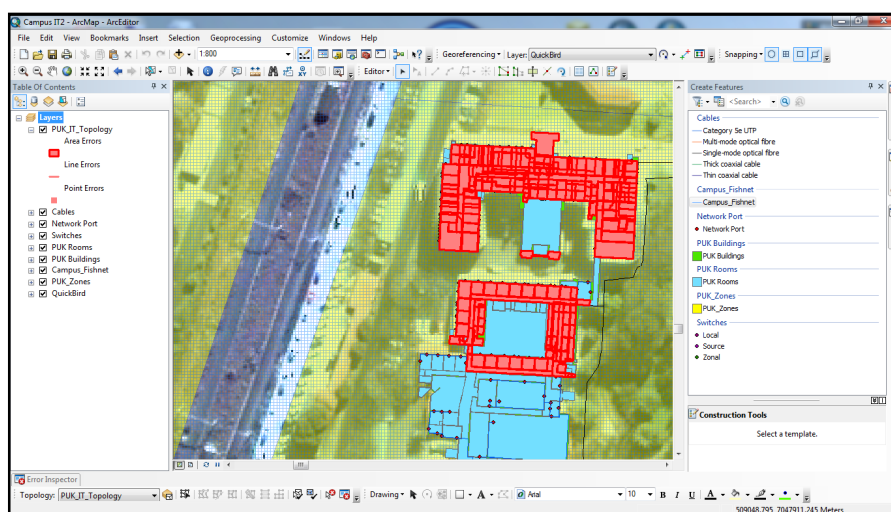 Campus IT2 - ArcMap - ArcEditor
File Edit View Bookmarks Insert Selection Geoprocessing Customize Windows Help
1:800 Georeferencing Layer: QuickBird Snapping
Editor
Table Of Contents
Layers
PUK_IT_Topology
Area Errors
Line Errors
Point Errors
Cables
Network Port
Switches
PUK Rooms
PUK Buildings
Campus_Fishnet
PUK_Zones
QuickBird
Create Features
<Search>
Cables
Category 5e UTP
Multi-mode optical fibre
Single-mode optical fibre
Thick coaxial cable
Thin coaxial cable
Campus_Fishnet
Campus_Fishnet
Network Port
Network Port
PUK Buildings
PUK Buildings
PUK Rooms
PUK Rooms
PUK_Zones
PUK_Zones
Switches
Local
Source
Zonal
Construction Tools
Select a template.
Error Inspector
Topology: PUK_IT_Topology Drawing A Arial 10 B I U A
509048.795 7047911.245 Meters